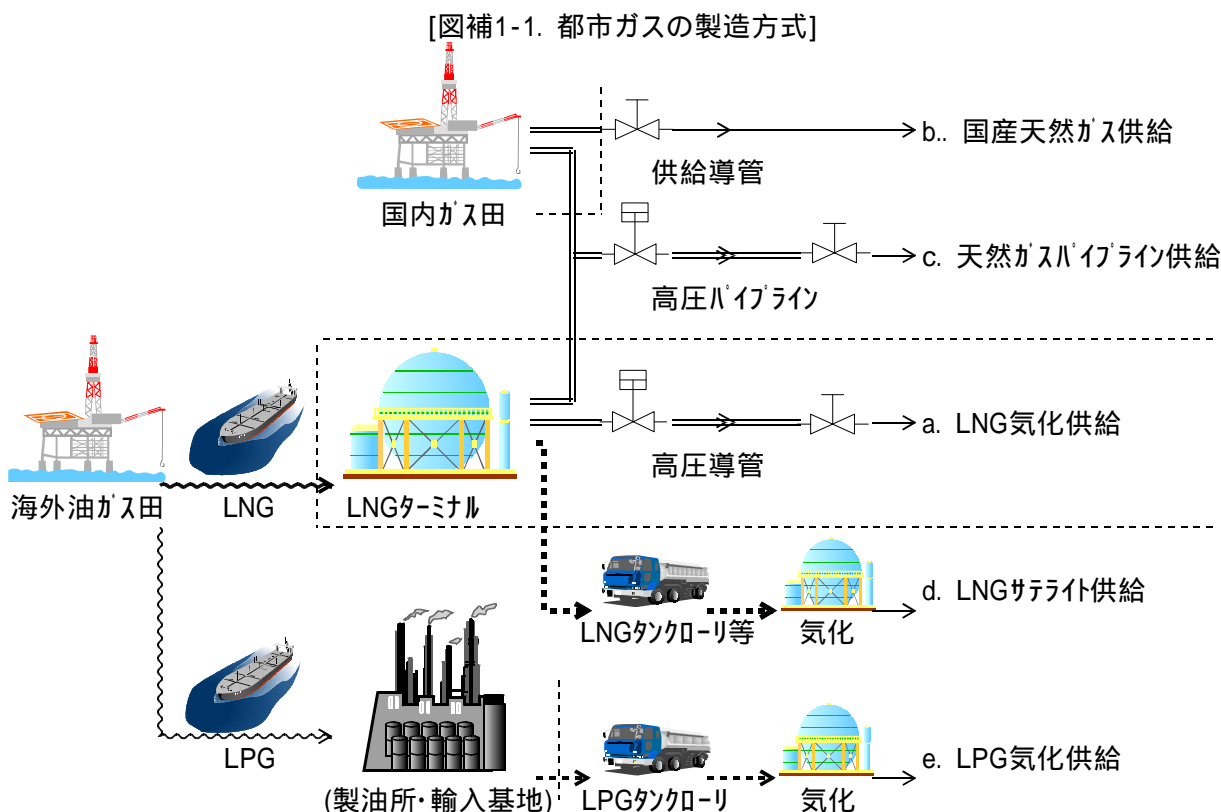 [図補1-1. 都市ガスの製造方式]
b.. 国産天然ｶﾞｽ供給
供給導管
国内ｶﾞｽ田
c. 天然ｶﾞｽﾊﾟｲﾌﾟﾗｲﾝ供給
高圧ﾊﾟｲﾌﾟﾗｲﾝ
a. LNG気化供給
高圧導管
海外油ｶﾞｽ田
LNG
LNGﾀｰﾐﾅﾙ
d. LNGｻﾃﾗｲﾄ供給
LNGﾀﾝｸﾛｰﾘ等
気化
LPG
e. LPG気化供給
(製油所･輸入基地)
LPGﾀﾝｸﾛｰﾘ
気化